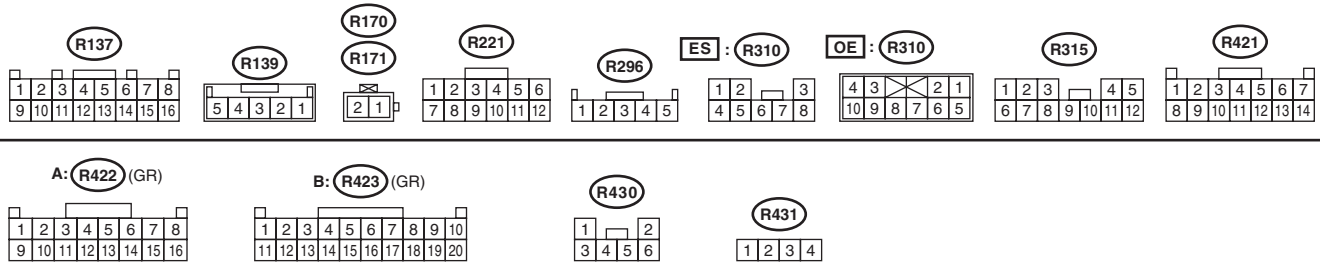 R170
R137
R139
R171
R221
R296
ES : R310
OE : R310
R315
R421
1 2 3 4 5 6 7 8
9 10 11 12 13 14 15 16
5 4 3 2 1
2 1
1 2 3 4 5 6
7 8 9 10 11 12
1 2 3 4 5
1 2 3
4 5 6 7 8
4 3 2 1
10 9 8 7 6 5
1 2 3 4 5
6 7 8 9 10 11 12
1 2 3 4 5 6 7
8 9 10 11 12 13 14
A: R422 (GR)
B: R423 (GR)
R430
R431
1 2 3 4 5 6 7 8
9 10 11 12 13 14 15 16
1 2 3 4 5 6 7 8 9 10
11 12 13 14 15 16 17 18 19 20
1 2
3 4 5 6
1 2 3 4